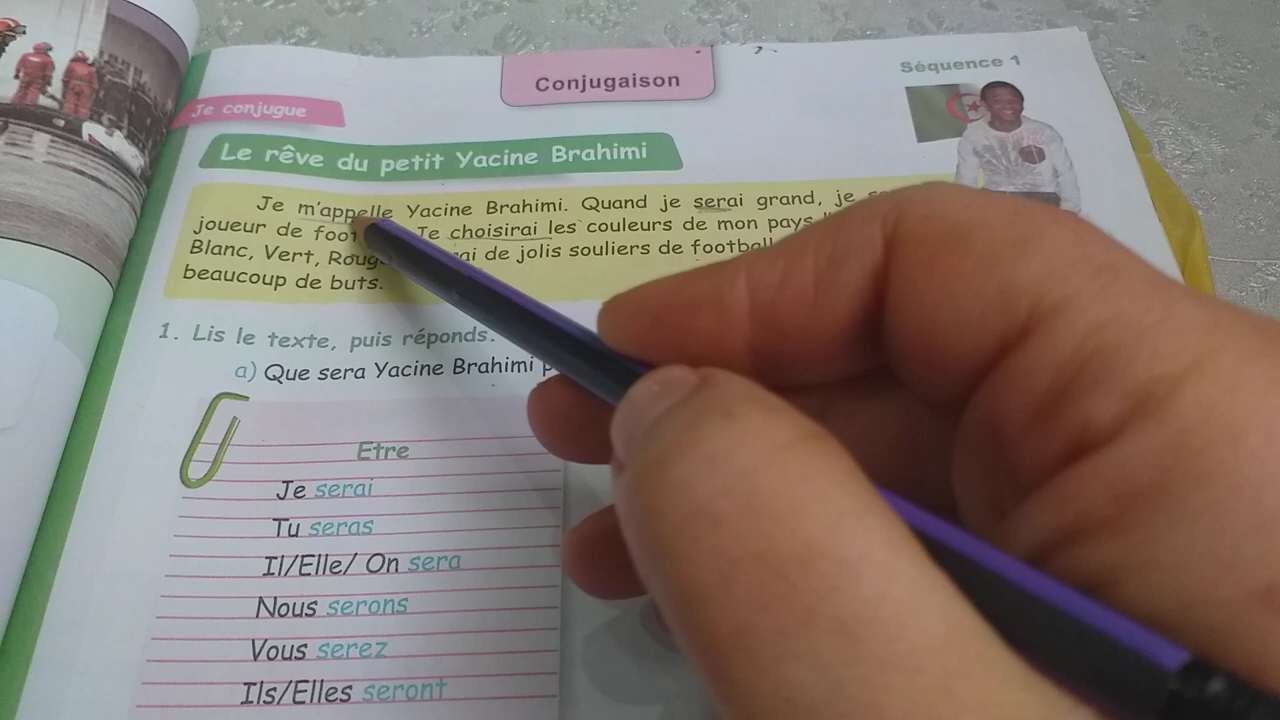 Séquence 1
Conjugaison
Je conjugue
Le rêve du petit Yacine Brahimi
Je m'appelle Yacine Brahimi. Quand je serai grand, je
joueur de Je choisirai les couleurs de mon pays
Blanc, Vert, de jolis souliers de football
beaucoup de buts.
1. Lis le texte, puis réponds.
a) Que sera Yacine Brahimi
Etre
Je serai
Tu seras
Il/Elle/ On sera
Nous serons
Vous serez
Ils/Elles seront